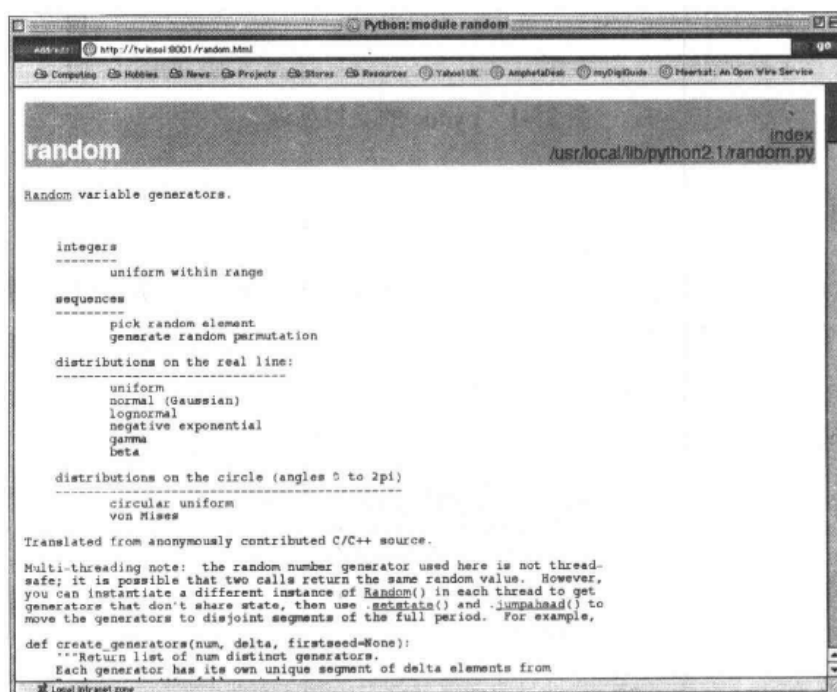 Python: module random
http://twinsol:8001/random.html
go
Computing Hobbies News Projects Stores Resources Yahoo! UK AmphetaDesk myDigiGuide Meerkat: An Open Wire Service
index
random
/usr/local/lib/python2.1/random.py
Random variable generators.
integers
--------
uniform within range
sequences
---------
pick random element
generate random permutation
distributions on the real line:
------------------------------
uniform
normal (Gaussian)
lognormal
negative exponential
gamma
beta
distributions on the circle (angles 0 to 2pi)
---------------------------------------------
circular uniform
von Mises
Translated from anonymously contributed C/C++ source.
Multi-threading note: the random number generator used here is not thread-
safe; it is possible that two calls return the same random value. However,
you can instantiate a different instance of Random() in each thread to get
generators that don't share state, then use .setstate() and .jumpahead() to
move the generators to disjoint segments of the full period. For example,
def create_generators(num, delta, firstseed=None):
"""Return list of num distinct generators.
Each generator has its own unique segment of delta elements from
Local intranet zone